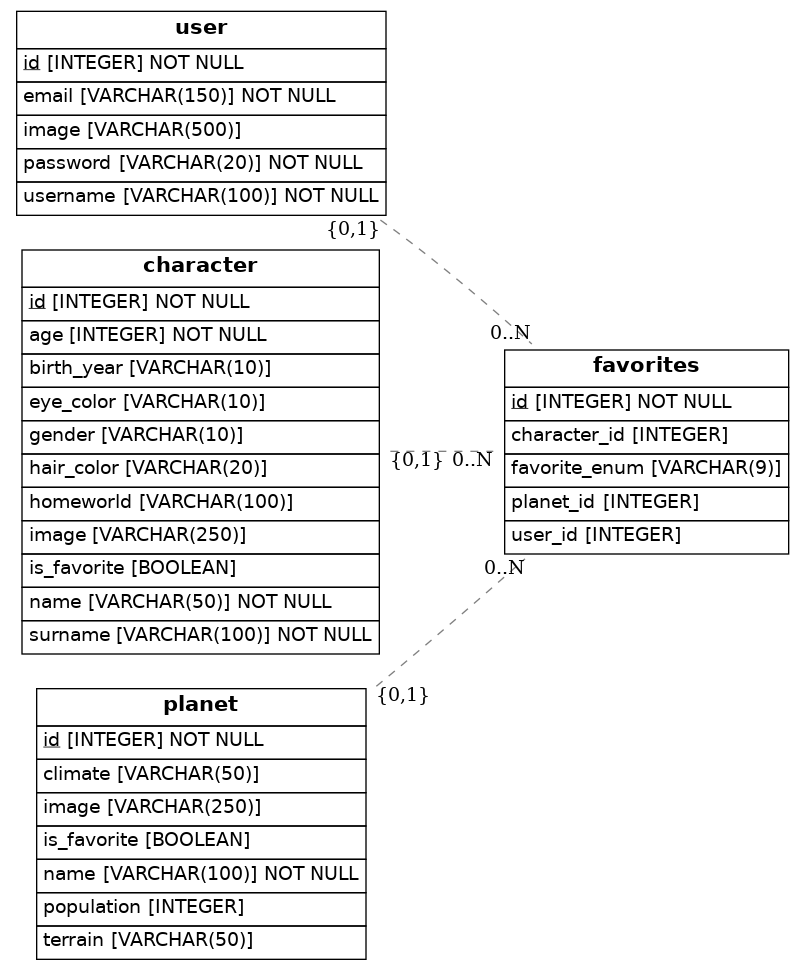 user
id [INTEGER] NOT NULL
email [VARCHAR(150)] NOT NULL
image [VARCHAR(500)]
password [VARCHAR(20)] NOT NULL
username [VARCHAR(100)] NOT NULL
{0,1}
character
id [INTEGER] NOT NULL
age [INTEGER] NOT NULL
birth_year [VARCHAR(10)]
eye_color [VARCHAR(10)]
gender [VARCHAR(10)]
hair_color [VARCHAR(20)]
homeworld [VARCHAR(100)]
image [VARCHAR(250)]
is_favorite [BOOLEAN]
name [VARCHAR(50)] NOT NULL
surname [VARCHAR(100)] NOT NULL
{0,1} 0..N
0..N
favorites
id [INTEGER] NOT NULL
character_id [INTEGER]
favorite_enum [VARCHAR(9)]
planet_id [INTEGER]
user_id [INTEGER]
0..N
{0,1}
planet
id [INTEGER] NOT NULL
climate [VARCHAR(50)]
image [VARCHAR(250)]
is_favorite [BOOLEAN]
name [VARCHAR(100)] NOT NULL
population [INTEGER]
terrain [VARCHAR(50)]